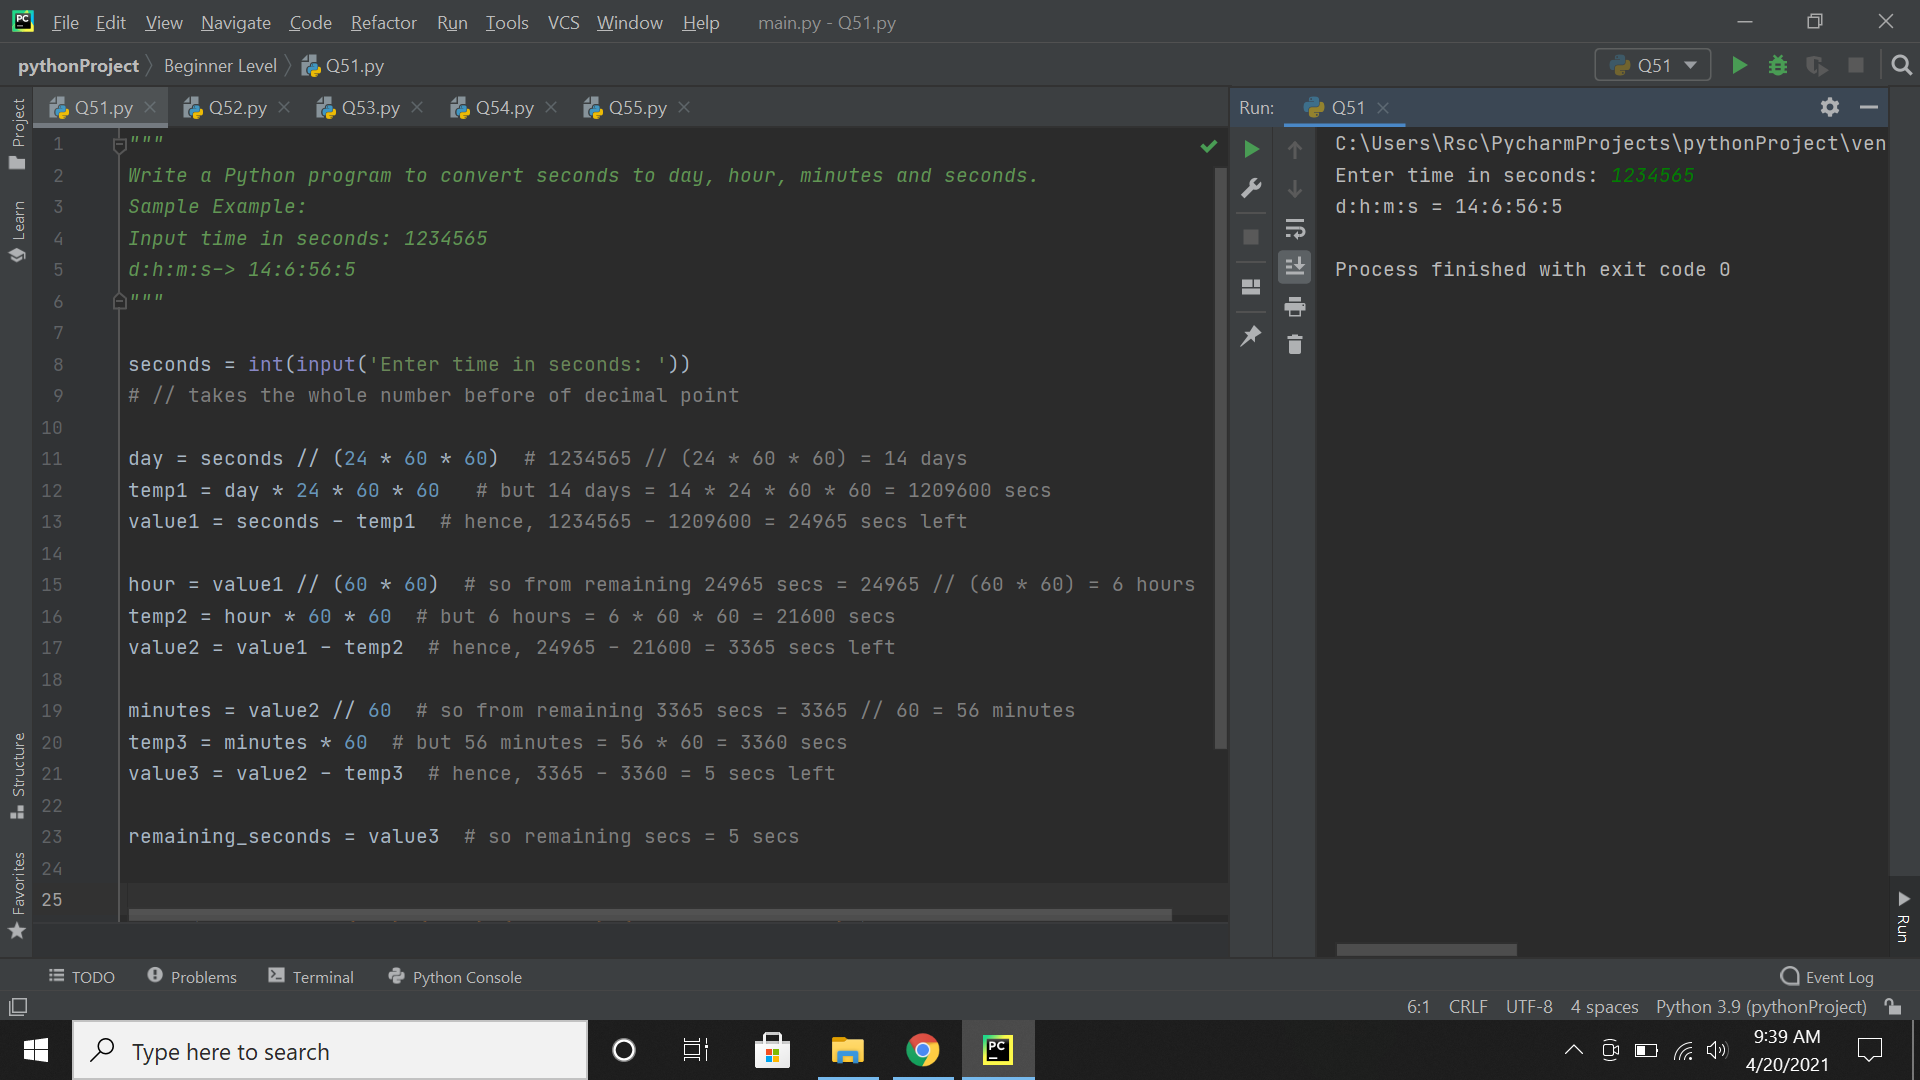 PC File Edit View Navigate Code Refactor Run Tools VCS Window Help main.py - Q51.py
pythonProject Beginner Level Q51.py Q51
Q51.py Q52.py Q53.py Q54.py Q55.py
Project
Learn
Structure
Favorites
1 """
2 Write a Python program to convert seconds to day, hour, minutes and seconds.
3 Sample Example:
4 Input time in seconds: 1234565
5 d:h:m:s-> 14:6:56:5
6 """
7
8 seconds = int(input('Enter time in seconds: '))
9 # // takes the whole number before of decimal point
10
11 day = seconds // (24 * 60 * 60)  # 1234565 // (24 * 60 * 60) = 14 days
12 temp1 = day * 24 * 60 * 60   # but 14 days = 14 * 24 * 60 * 60 = 1209600 secs
13 value1 = seconds - temp1  # hence, 1234565 - 1209600 = 24965 secs left
14
15 hour = value1 // (60 * 60)  # so from remaining 24965 secs = 24965 // (60 * 60) = 6 hours
16 temp2 = hour * 60 * 60  # but 6 hours = 6 * 60 * 60 = 21600 secs
17 value2 = value1 - temp2  # hence, 24965 - 21600 = 3365 secs left
18
19 minutes = value2 // 60  # so from remaining 3365 secs = 3365 // 60 = 56 minutes
20 temp3 = minutes * 60  # but 56 minutes = 56 * 60 = 3360 secs
21 value3 = value2 - temp3  # hence, 3365 - 3360 = 5 secs left
22
23 remaining_seconds = value3  # so remaining secs = 5 secs
24
25
Run: Q51
C:\Users\Rsc\PycharmProjects\pythonProject\ven
Enter time in seconds: 1234565
d:h:m:s = 14:6:56:5
Process finished with exit code 0
Run
TODO Problems Terminal Python Console Event Log
6:1 CRLF UTF-8 4 spaces Python 3.9 (pythonProject)
Type here to search
PC
9:39 AM
4/20/2021